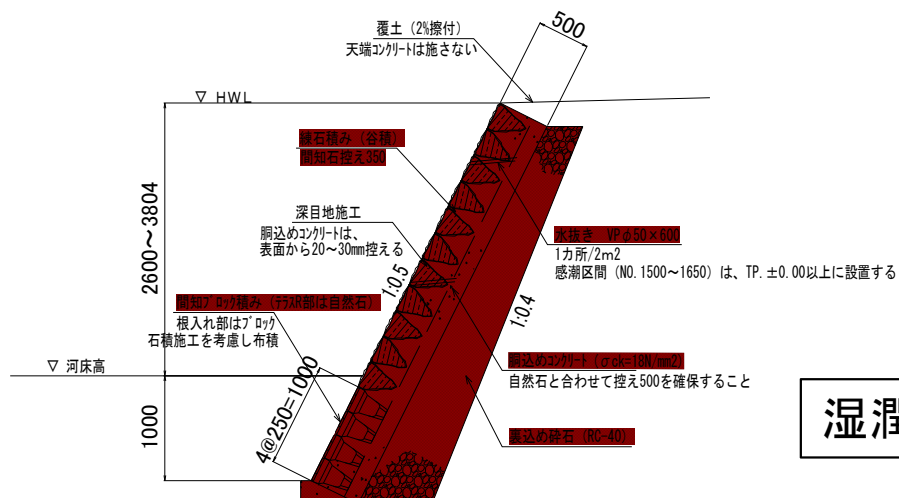 覆土（2%擦付）
天端ｺﾝｸﾘｰﾄは施さない
500
▽ HWL
練石積み（谷積）
間知石控え350
2600～3804
深目地施工
胴込めｺﾝｸﾘｰﾄは、
表面から20～30mm控える
水抜き VPφ50×600
1カ所/2m2
感潮区間（NO.1500～1650）は、TP.±0.00以上に設置する
1:0.5
1:0.4
間知ﾌﾞﾛｯｸ積み（ﾃﾗｽR部は自然石）
根入れ部はﾌﾞﾛｯｸ
石積施工を考慮し布積
▽ 河床高
胴込めｺﾝｸﾘｰﾄ（σck=18N/mm2）
自然石と合わせて控え500を確保すること
4@250=1000
1000
裏込め砕石（RC-40）
湿潤